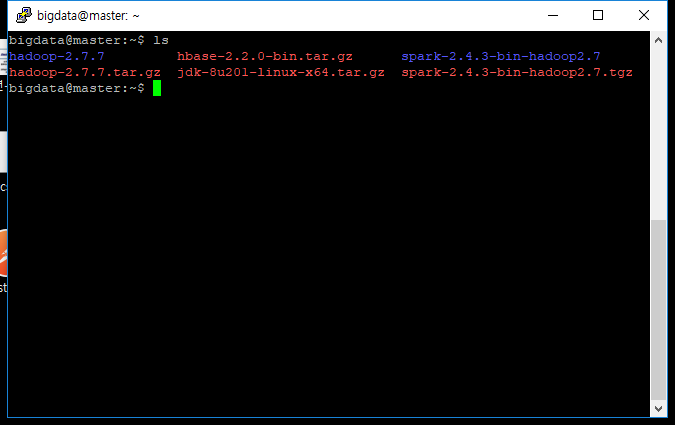 bigdata@master: ~
bigdata@master:~$ ls
hadoop-2.7.7 hbase-2.2.0-bin.tar.gz spark-2.4.3-bin-hadoop2.7
hadoop-2.7.7.tar.gz jdk-8u201-linux-x64.tar.gz spark-2.4.3-bin-hadoop2.7.tgz
bigdata@master:~$